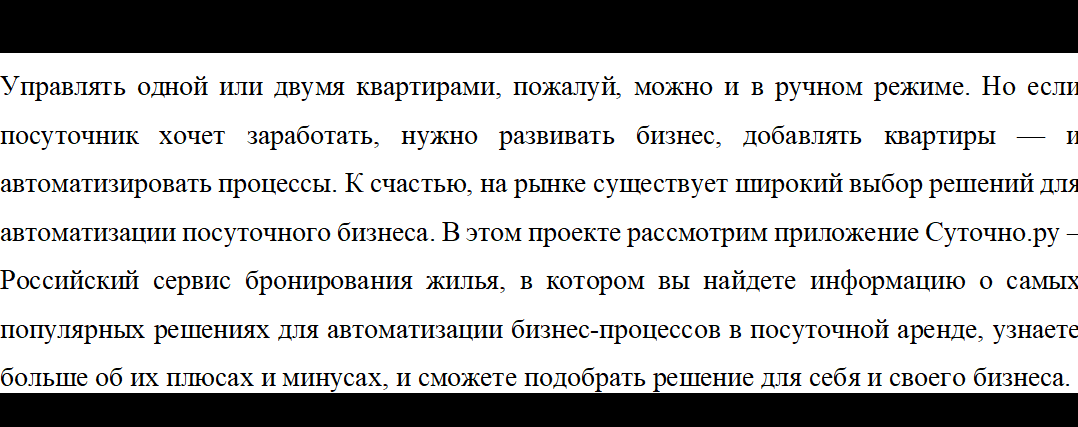 Управлять одной или двумя квартирами, пожалуй, можно и в ручном режиме. Но если
посуточник хочет заработать, нужно развивать бизнес, добавлять квартиры — и
автоматизировать процессы. К счастью, на рынке существует широкий выбор решений для
автоматизации посуточного бизнеса. В этом проекте рассмотрим приложение Суточно.ру –
Российский сервис бронирования жилья, в котором вы найдете информацию о самых
популярных решениях для автоматизации бизнес-процессов в посуточной аренде, узнаете
больше об их плюсах и минусах, и сможете подобрать решение для себя и своего бизнеса.